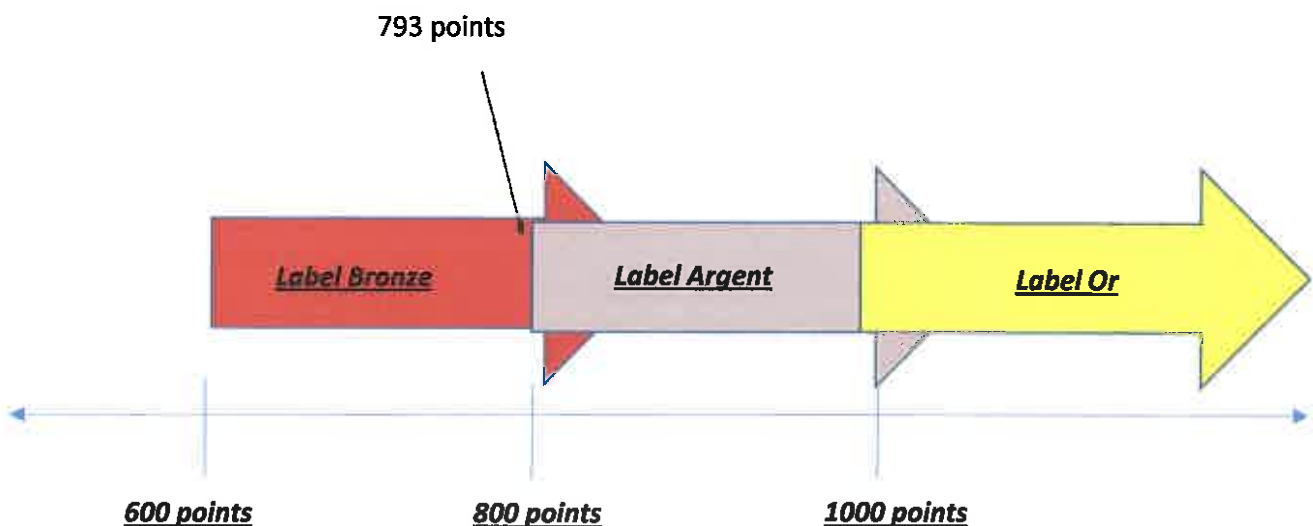 793 points
Label Bronze
Label Argent
Label Or
600 points
800 points
1000 points